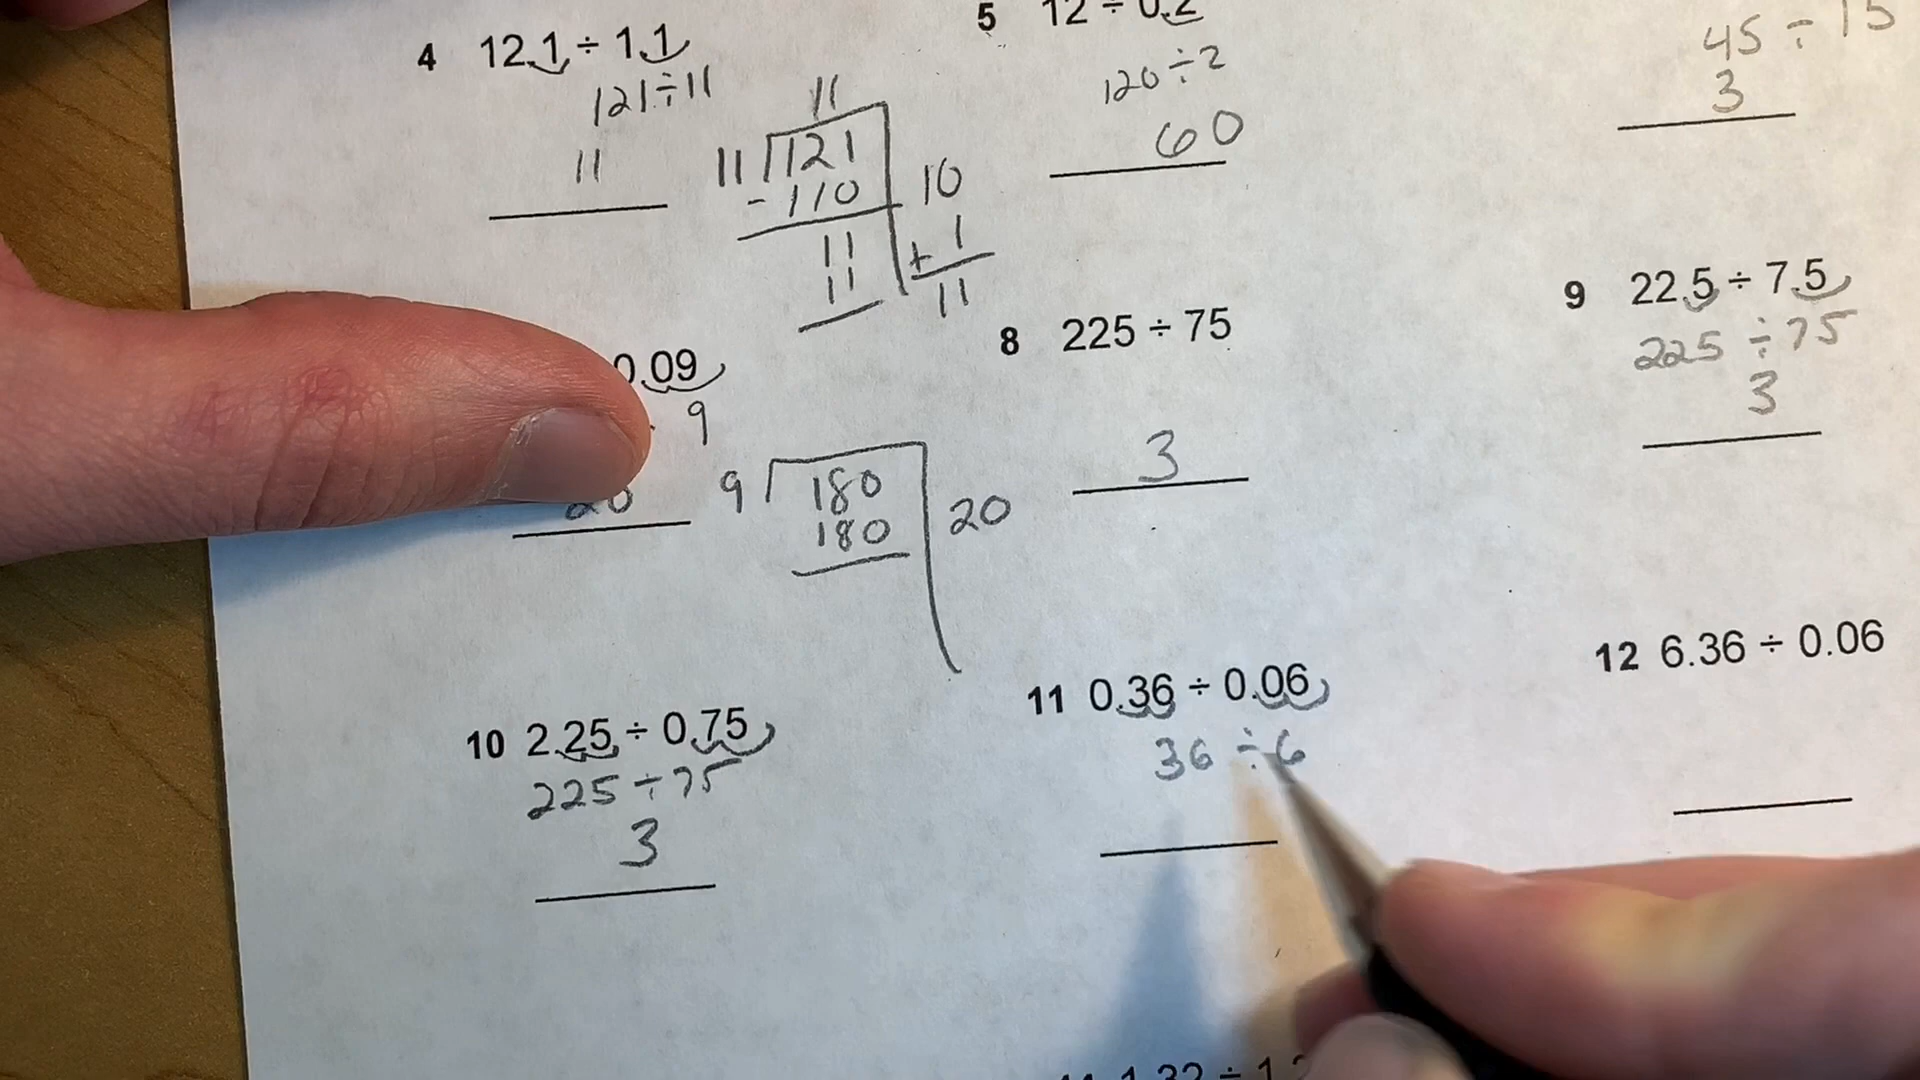 4 12.1 ÷ 1.1
121÷11
11
11
11 121
-110 10
11 + 1
11 11
5 12 ÷ 0.2
120÷2
60
45 ÷ 15
3
0.09
9
20
9 180 20
180
8 225 ÷ 75
3
9 22.5 ÷ 7.5
225 ÷75
3
10 2.25 ÷ 0.75
225÷75
3
11 0.36 ÷ 0.06
36 ÷6
12 6.36 ÷ 0.06